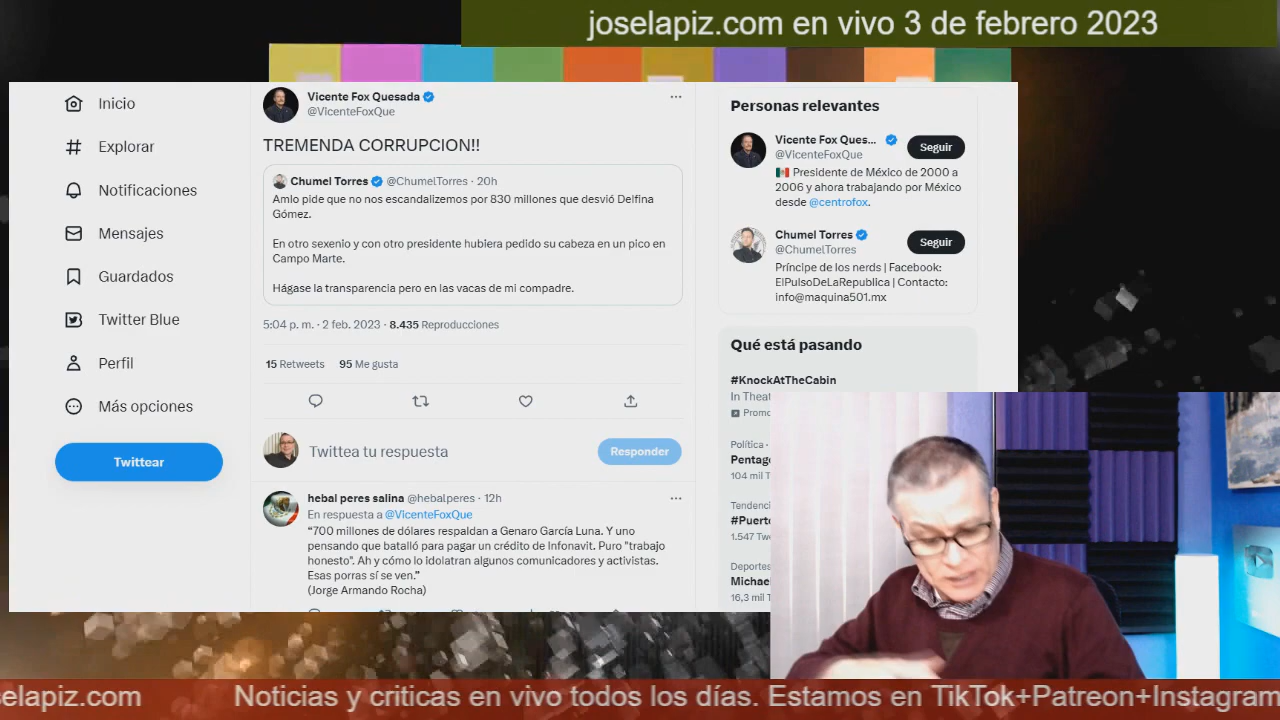 joselapiz.com en vivo 3 de febrero 2023
Inicio
Explorar
Notificaciones
Mensajes
Guardados
Twitter Blue
Perfil
Más opciones
Twittear
Vicente Fox Quesada
@VicenteFoxQue
TREMENDA CORRUPCION!!
Chumel Torres @ChumelTorres · 20h
Amlo pide que no nos escandalizemos por 830 millones que desvió Delfina
Gómez.
En otro sexenio y con otro presidente hubiera pedido su cabeza en un pico en
Campo Marte.
Hágase la transparencia pero en las vacas de mi compadre.
5:04 p. m. · 2 feb. 2023 · 8.435 Reproducciones
15 Retweets 95 Me gusta
Twittea tu respuesta
Responder
hebal peres salina @hebalperes · 12h
En respuesta a @VicenteFoxQue
“700 millones de dólares respaldan a Genaro García Luna. Y uno
pensando que batalló para pagar un crédito de Infonavit. Puro "trabajo
honesto". Ah y cómo lo idolatran algunos comunicadores y activistas.
Esas porras sí se ven.”
(Jorge Armando Rocha)
Personas relevantes
Vicente Fox Ques...
@VicenteFoxQue
Seguir
Presidente de México de 2000 a
2006 y ahora trabajando por México
desde @centrofox.
Chumel Torres
@ChumelTorres
Seguir
Príncipe de los nerds | Facebook:
ElPulsoDeLaRepublica | Contacto:
info@maquina501.mx
Qué está pasando
#KnockAtTheCabin
In Theat
Promo
Política ·
Pentag
104 mil T
Tendenci
#Puerto
1.547 Tw
Deportes
Michae
16,3 mil T
selapiz.com Noticias y criticas en vivo todos los días. Estamos en TikTok+Patreon+Instagram